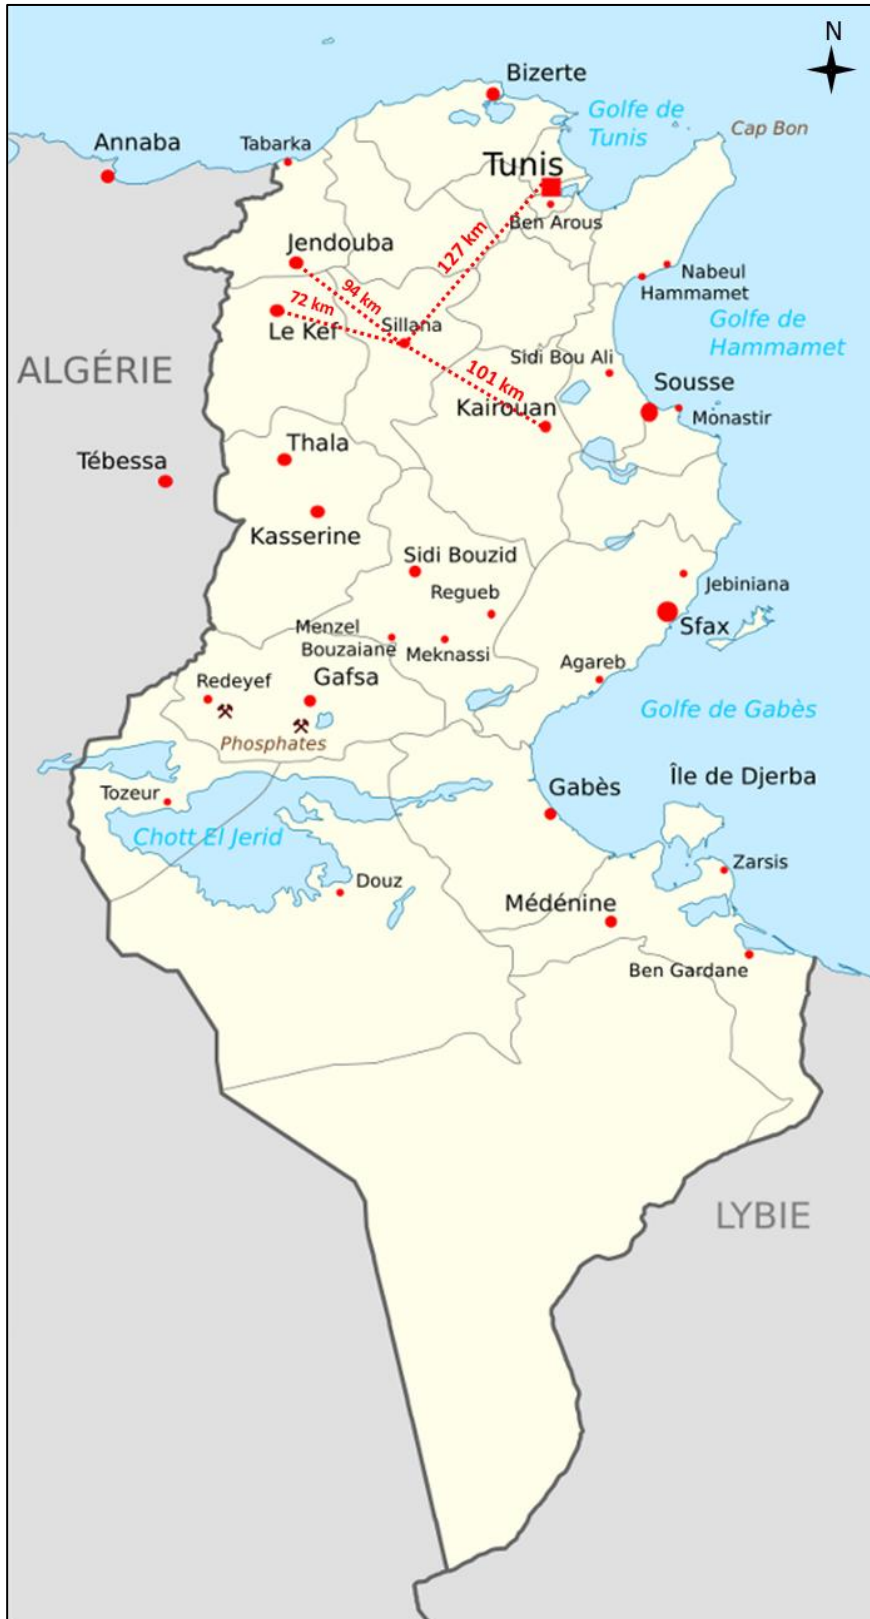 N
Bizerte
Golfe de
Tunis
Cap Bon
Annaba
Tabarka
Tunis
Ben Arous
127 km
Jendouba
94 km
72 km
Le Kef
Sillana
Nabeul
Hammamet
Golfe de
Hammamet
ALGÉRIE
Sidi Bou Ali
101 km
Sousse
Kairouan
Monastir
Thala
Tébessa
Kasserine
Sidi Bouzid
Jebiniana
Regueb
Sfax
Menzel
Bouzaiane
Meknassi
Agareb
Redeyef
Gafsa
Golfe de Gabès
Phosphates
Île de Djerba
Tozeur
Gabès
Chott El Jerid
Zarsis
Douz
Médénine
Ben Gardane
LYBIE